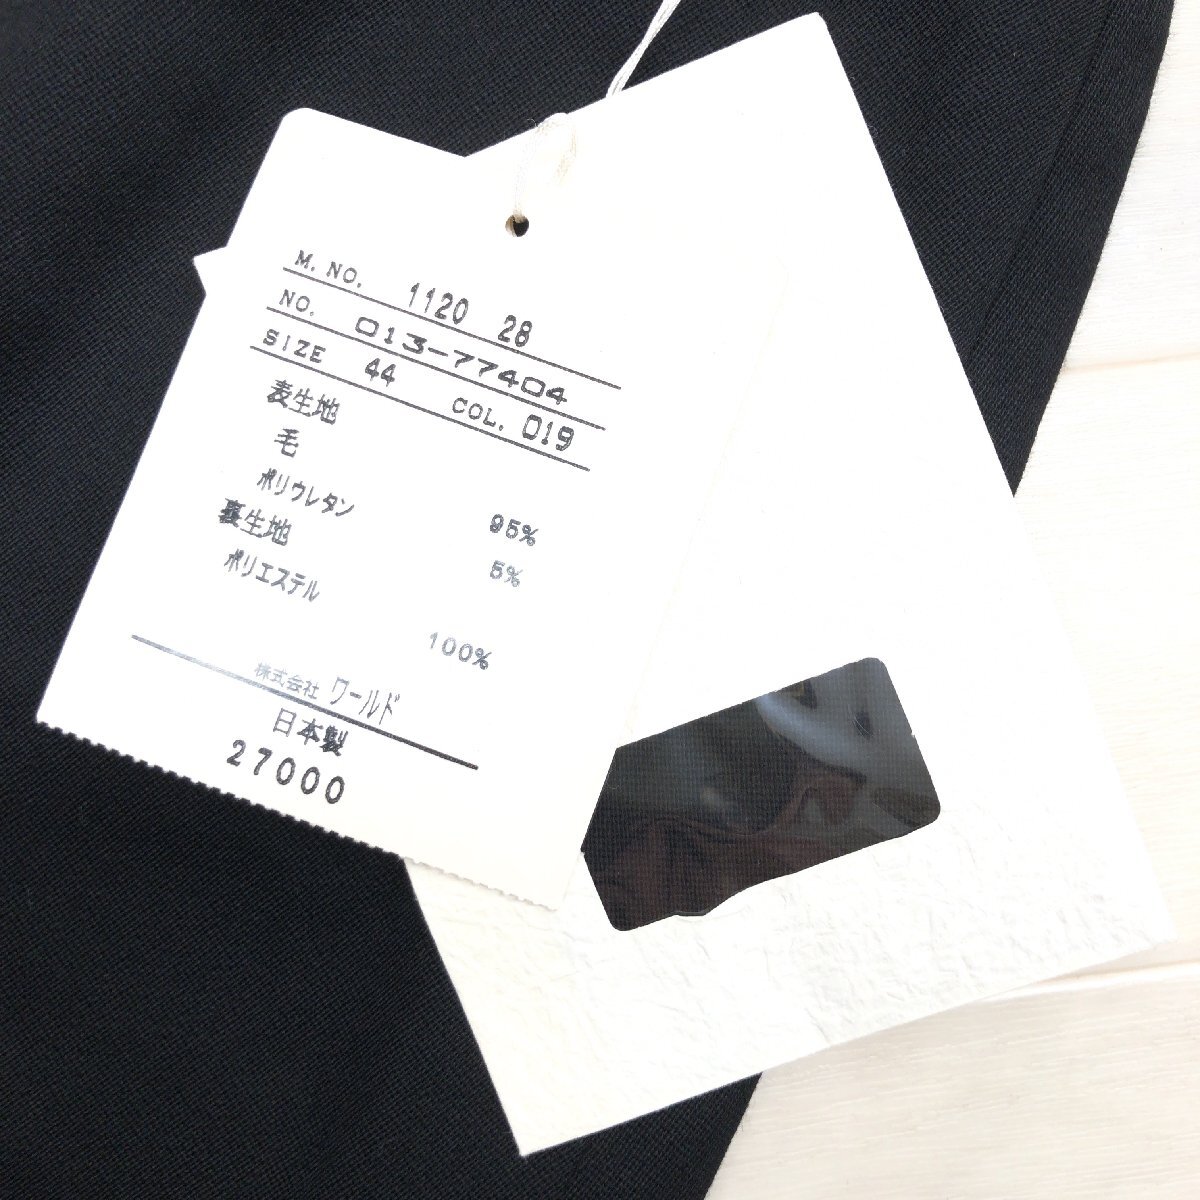 M. NO. 1120 28
NO. 013-77404
SIZE 44 COL. 019
表生地
毛 95%
ポリウレタン 5%
裏生地
ポリエステル 100%
株式会社 ワールド
日本製
27000